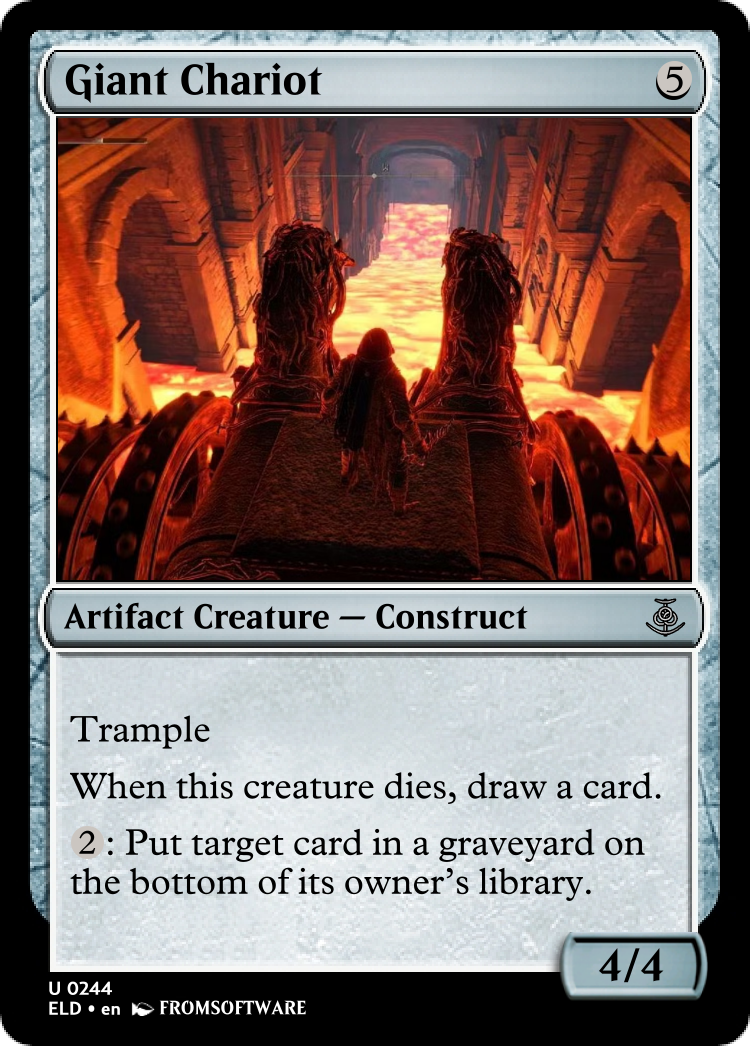 Giant Chariot 5
Artifact Creature — Construct
Trample
When this creature dies, draw a card.
2: Put target card in a graveyard on
the bottom of its owner's library.
4/4
U 0244
ELD • en FROMSOFTWARE